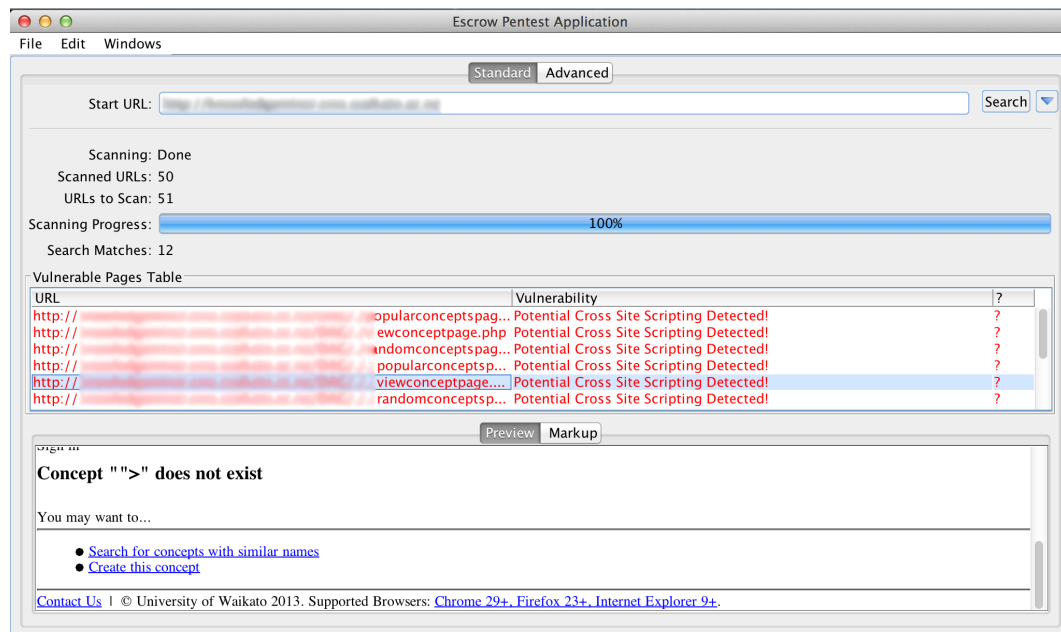 Escrow Pentest Application
File Edit Windows
Standard Advanced
Start URL: Search
Scanning: Done
Scanned URLs: 50
URLs to Scan: 51
Scanning Progress: 100%
Search Matches: 12
Vulnerable Pages Table
URL Vulnerability ?
http:// opularconceptspag... Potential Cross Site Scripting Detected! ?
http:// ewconceptpage.php Potential Cross Site Scripting Detected! ?
http:// andomconceptspag... Potential Cross Site Scripting Detected! ?
http:// popularconceptsp... Potential Cross Site Scripting Detected! ?
http:// viewconceptpage.... Potential Cross Site Scripting Detected! ?
http:// randomconceptsp... Potential Cross Site Scripting Detected! ?
Preview Markup
Sign in
Concept "">" does not exist
You may want to...
Search for concepts with similar names
Create this concept
Contact Us | © University of Waikato 2013. Supported Browsers: Chrome 29+, Firefox 23+, Internet Explorer 9+.